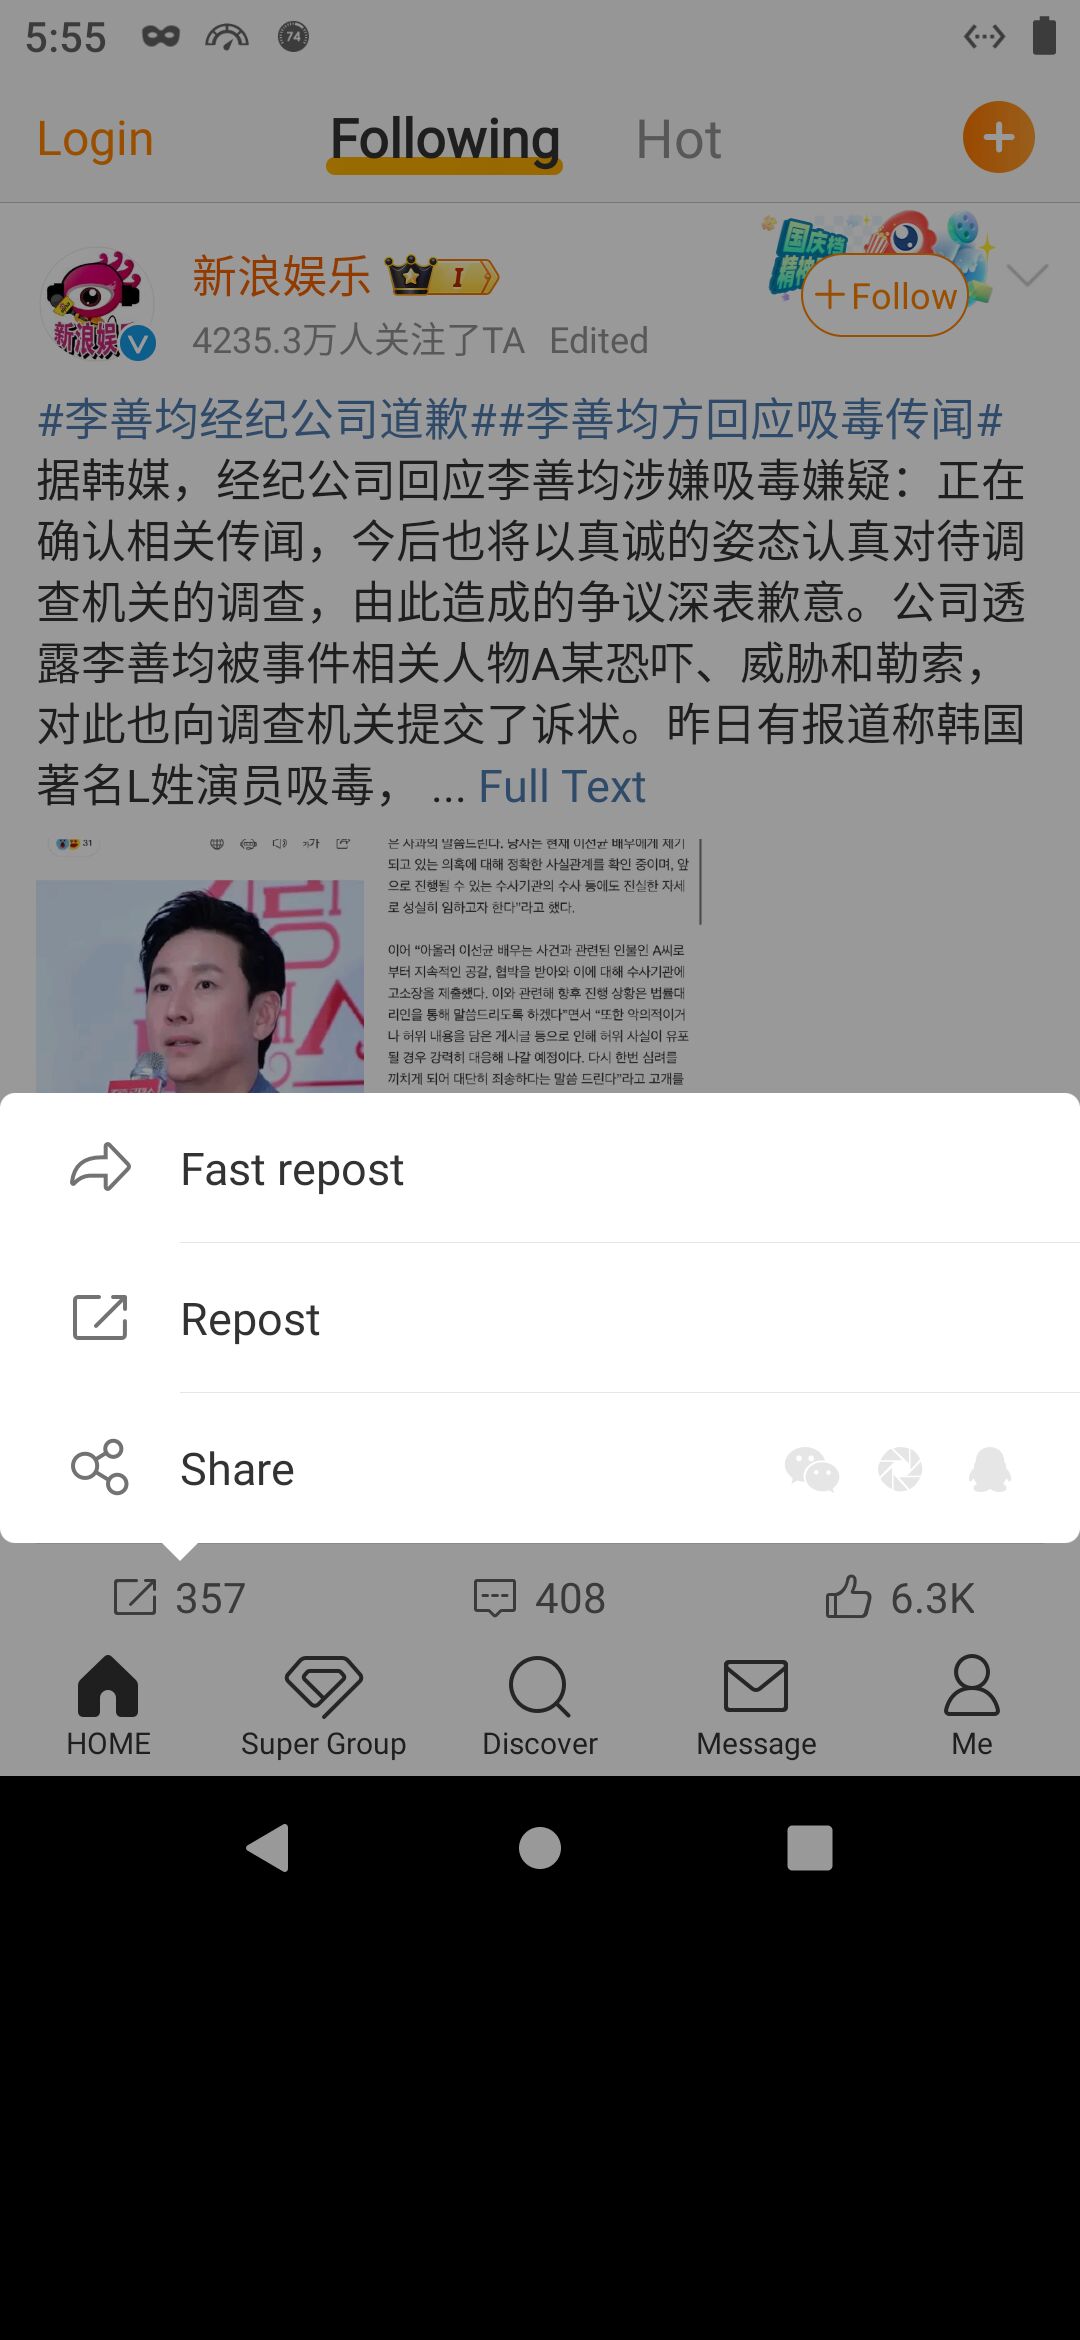 5:55
74
Login
Following
Hot
新浪娱乐
I
国庆档
+Follow
4235.3万人关注了TA Edited
新浪娱
#李善均经纪公司道歉##李善均方回应吸毒传闻#
据韩媒，经纪公司回应李善均涉嫌吸毒嫌疑：正在
确认相关传闻，今后也将以真诚的姿态认真对待调
查机关的调查，由此造成的争议深表歉意。公司透
露李善均被事件相关人物A某恐吓、威胁和勒索，
对此也向调查机关提交了诉状。昨日有报道称韩国
著名L姓演员吸毒， ... Full Text
31
가가
은 사과의 말씀드린다. 당사는 현재 이선균 배우에게 제기
되고 있는 의혹에 대해 정확한 사실관계를 확인 중이며, 앞
으로 진행될 수 있는 수사기관의 수사 등에도 진실한 자세
로 성실히 임하고자 한다”라고 했다.
이어 “아울러 이선균 배우는 사건과 관련된 인물인 A씨로
부터 지속적인 공갈, 협박을 받아와 이에 대해 수사기관에
고소장을 제출했다. 이와 관련해 향후 진행 상황은 법률대
리인을 통해 말씀드리도록 하겠다”면서 “또한 악의적이거
나 허위 내용을 담은 게시글 등으로 인해 허위 사실이 유포
될 경우 강력히 대응해 나갈 예정이다. 다시 한번 심려를
끼치게 되어 대단히 죄송하다는 말씀 드린다”라고 고개를
Fast repost
Repost
Share
357
408
6.3K
HOME
Super Group
Discover
Message
Me